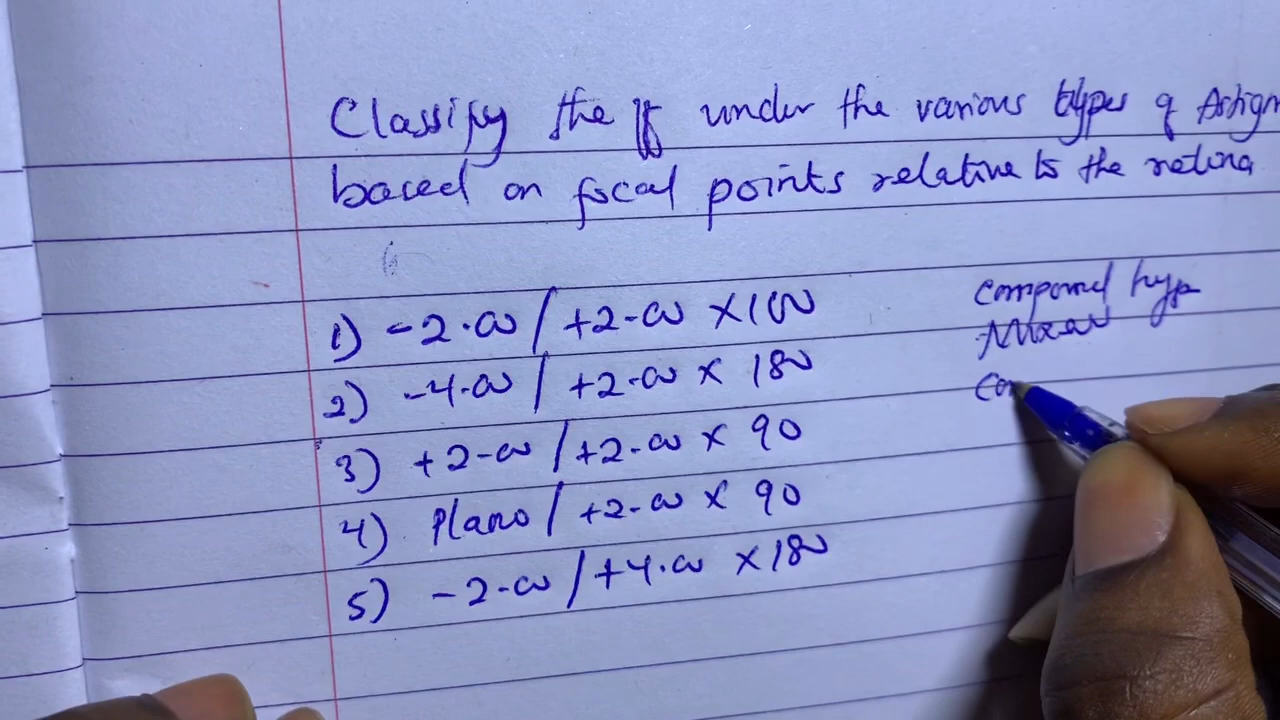 Classify the ff under the various types of Astigm
based on focal points relative to the retina
1) -2.00 / +2.00 x 180
2) -4.00 / +2.00 x 180
3) +2.00 / +2.00 x 90
4) Plano / +2.00 x 90
5) -2.00 / +4.00 x 180
compound hyp
Mixed
Com